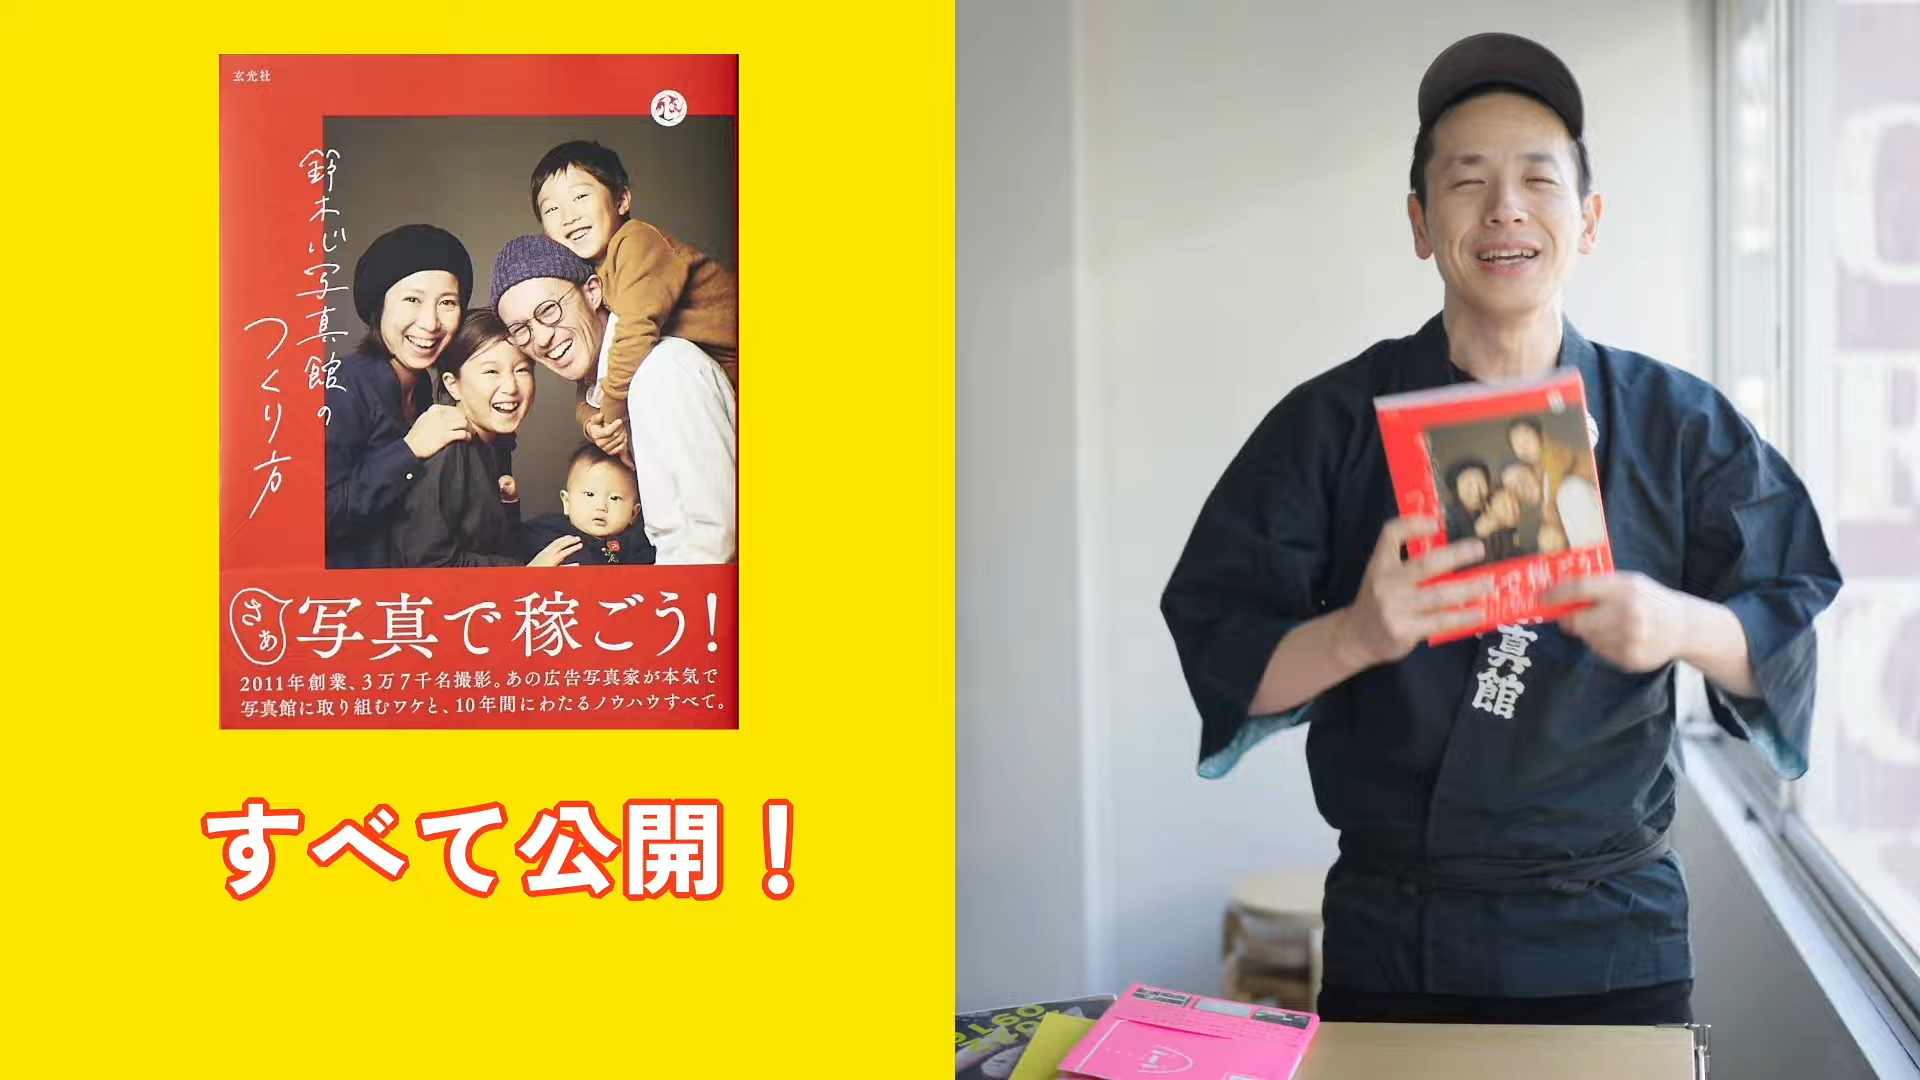 玄光社
鈴木心写真館の
つくり方
さぁ
写真で稼ごう！
2011年創業、3万7千名撮影。あの広告写真家が本気で
写真館に取り組むワケと、10年間にわたるノウハウすべて。
すべて公開！
で稼ごう！
真館